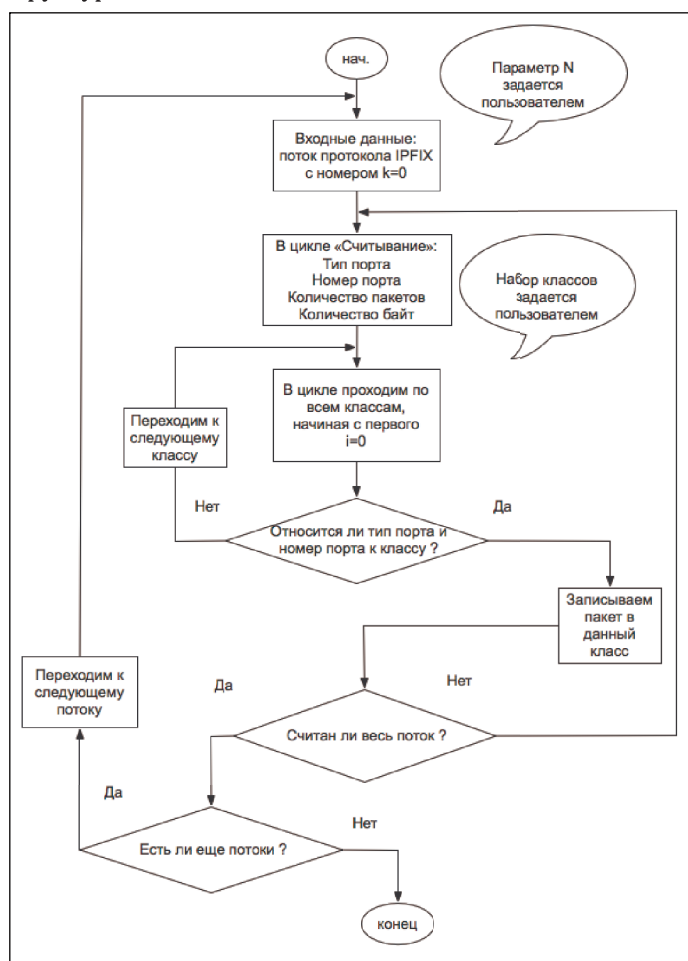 нач.
Параметр N
задается
пользователем
Входные данные:
поток протокола IPFIX
с номером k=0
В цикле «Считывание»:
Тип порта
Номер порта
Количество пакетов
Количество байт
Набор классов
задается
пользователем
В цикле проходим по
всем классам,
начиная с первого
i=0
Переходим к
следующему
классу
Нет
Да
Относится ли тип порта и
номер порта к классу ?
Записываем
пакет в
данный
класс
Переходим к
следующему
потоку
Да
Нет
Считан ли весь поток ?
Да
Нет
Есть ли еще потоки ?
конец